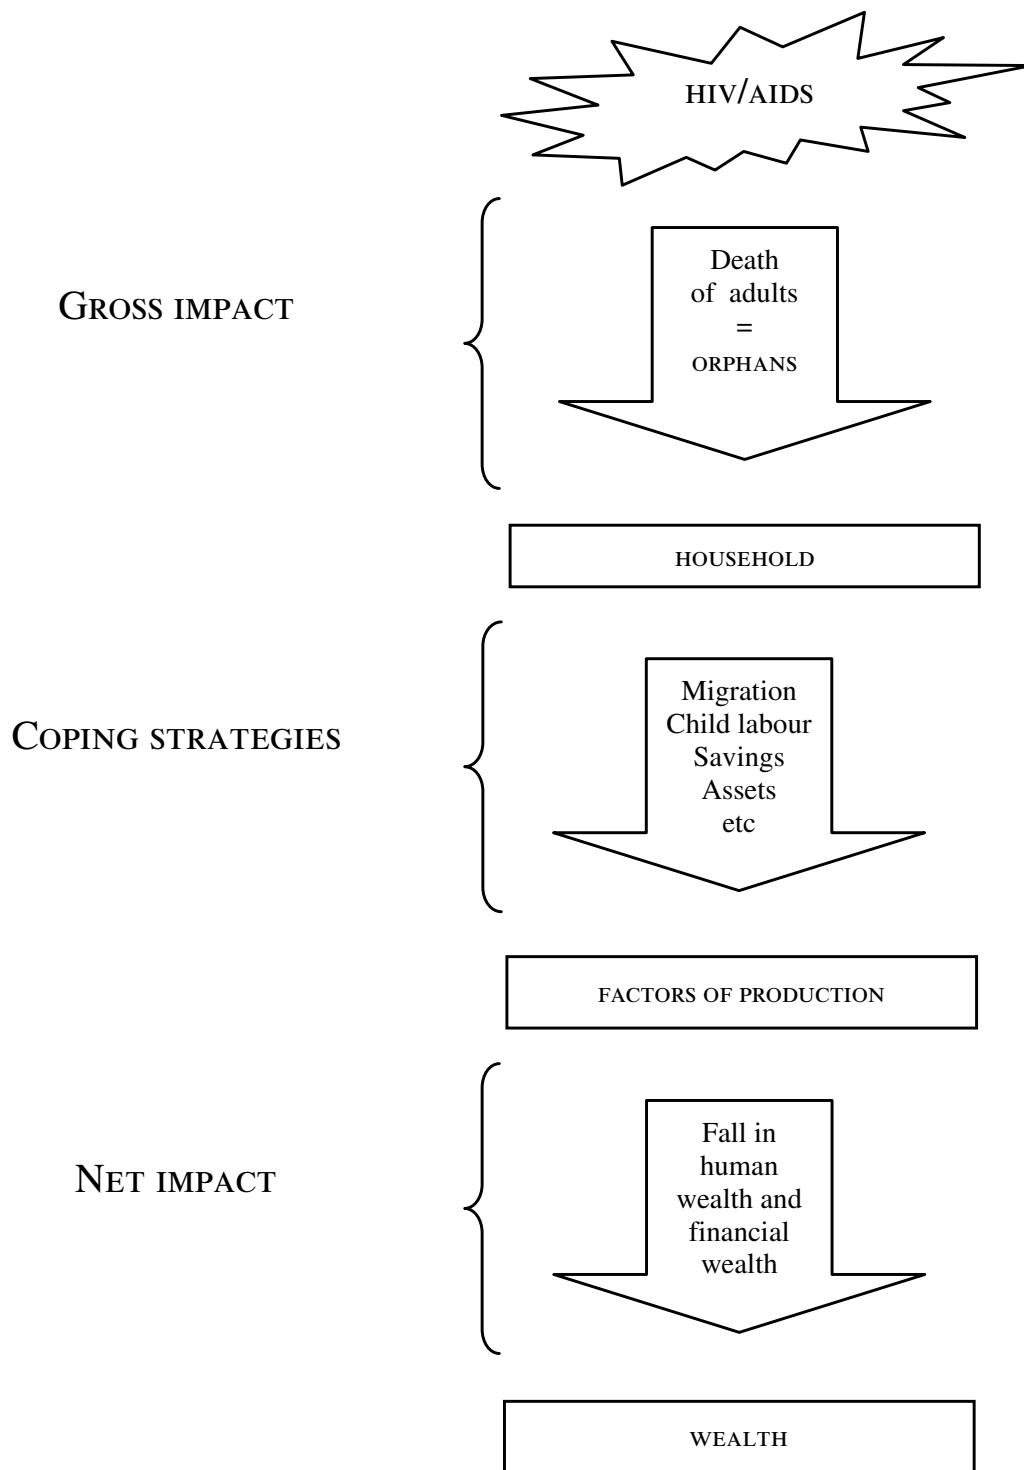 HIV/AIDS
Death
of adults
=
ORPHANS
GROSS IMPACT
HOUSEHOLD
Migration
Child labour
Savings
Assets
etc
COPING STRATEGIES
FACTORS OF PRODUCTION
Fall in
human
wealth and
financial
wealth
NET IMPACT
WEALTH